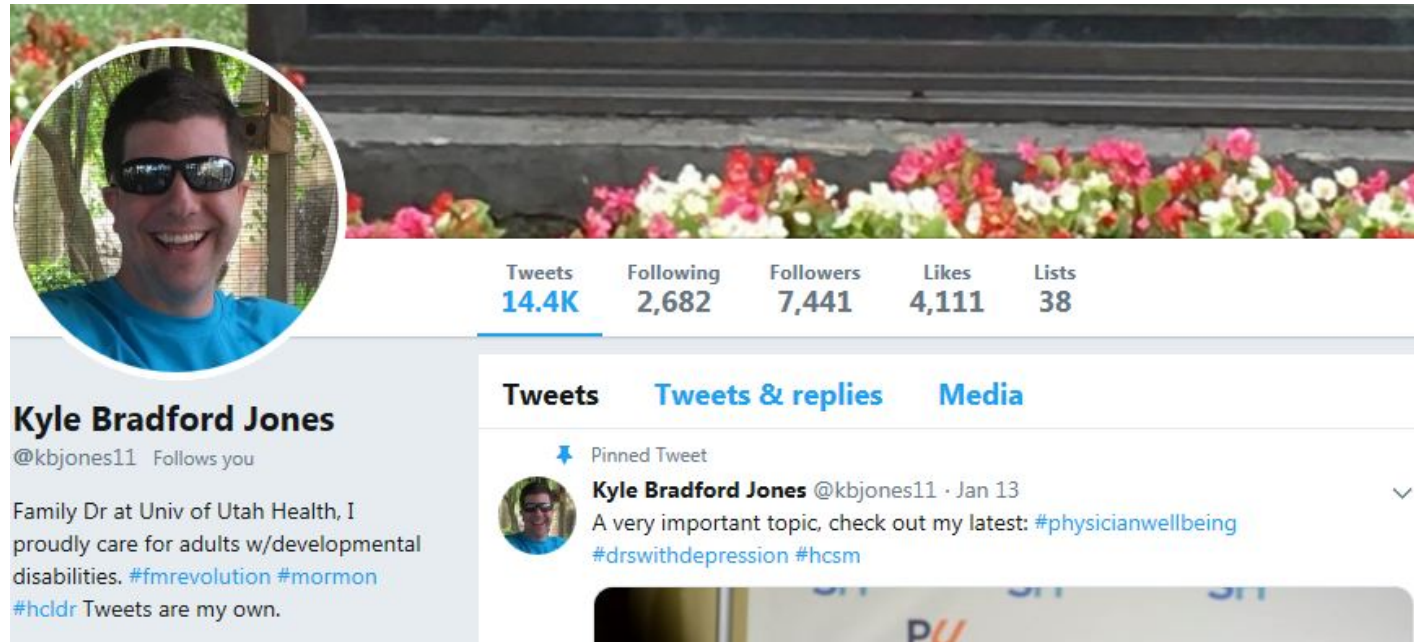 Tweets Following Followers Likes Lists
14.4K 2,682 7,441 4,111 38
Kyle Bradford Jones
@kbjones11 Follows you
Family Dr at Univ of Utah Health, I
proudly care for adults w/developmental
disabilities. #fmrevolution #mormon
#hcldr Tweets are my own.
Tweets Tweets & replies Media
Pinned Tweet
Kyle Bradford Jones @kbjones11 · Jan 13
A very important topic, check out my latest: #physicianwellbeing
#drswithdepression #hcsm